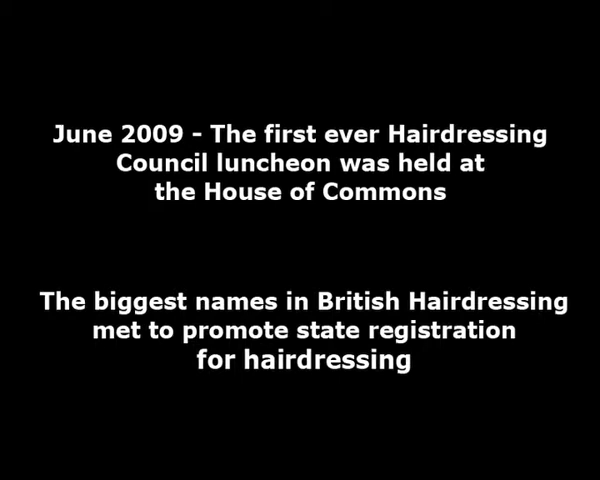 June 2009 - The first ever Hairdressing
Council luncheon was held at
the House of Commons
The biggest names in British Hairdressing
met to promote state registration
for hairdressing